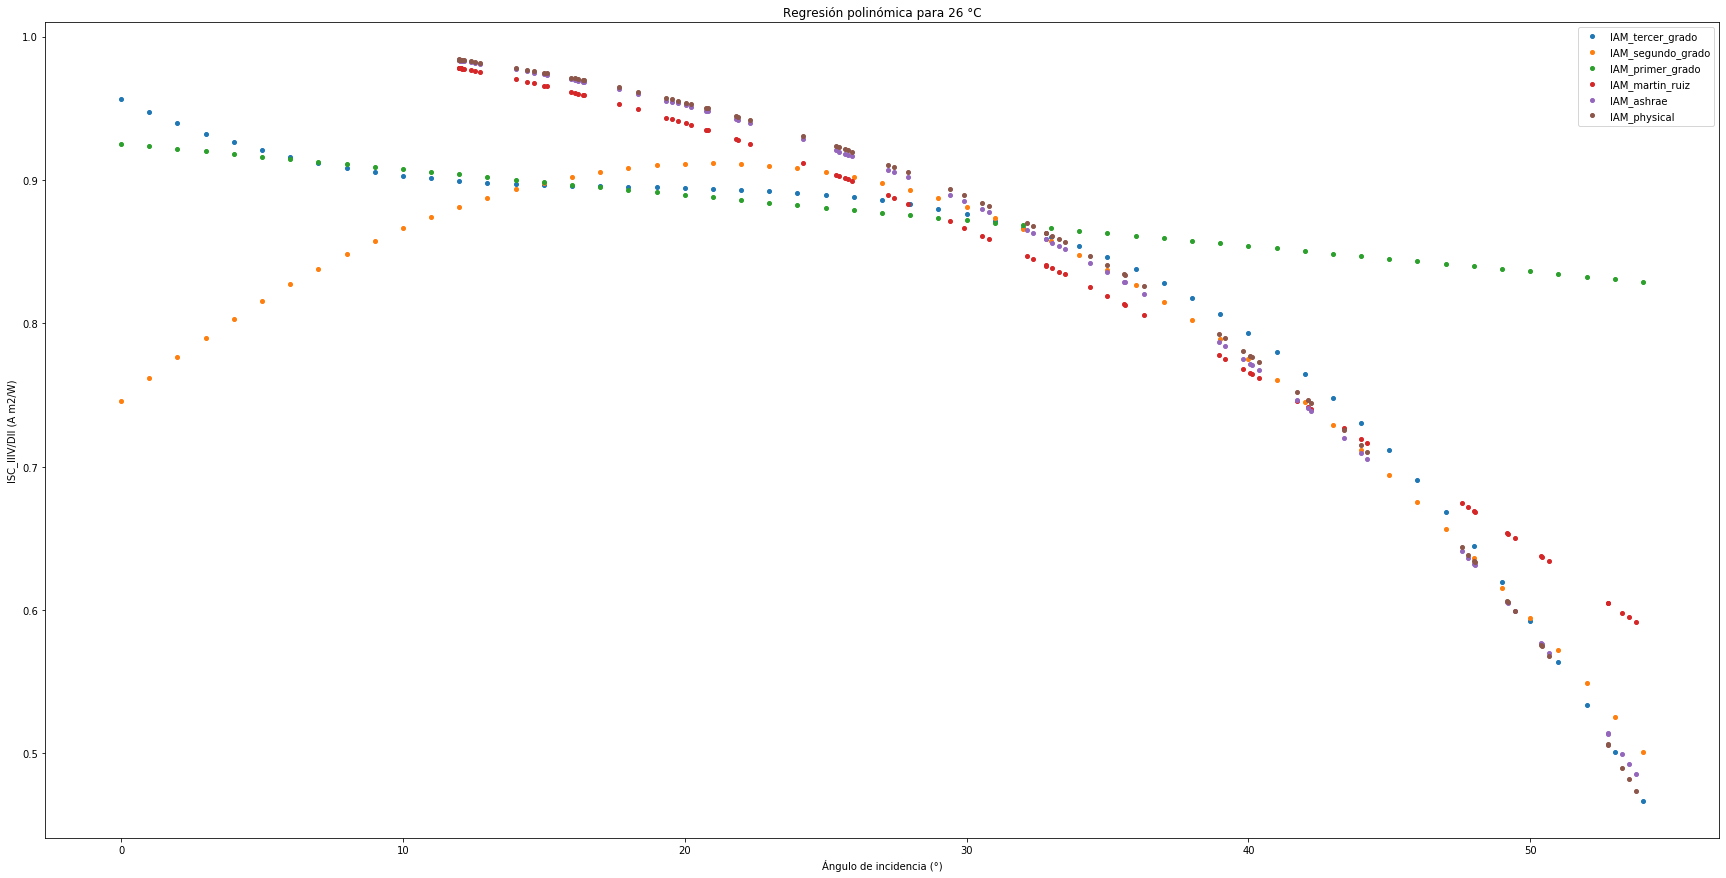 Regresión polinómica para 26 °C
IAM_tercer_grado
IAM_segundo_grado
IAM_primer_grado
IAM_martin_ruiz
IAM_ashrae
IAM_physical
ISC_IIIV/DII (A m2/W)
1.0
0.9
0.8
0.7
0.6
0.5
0
10
20
30
40
50
Ángulo de incidencia (°)